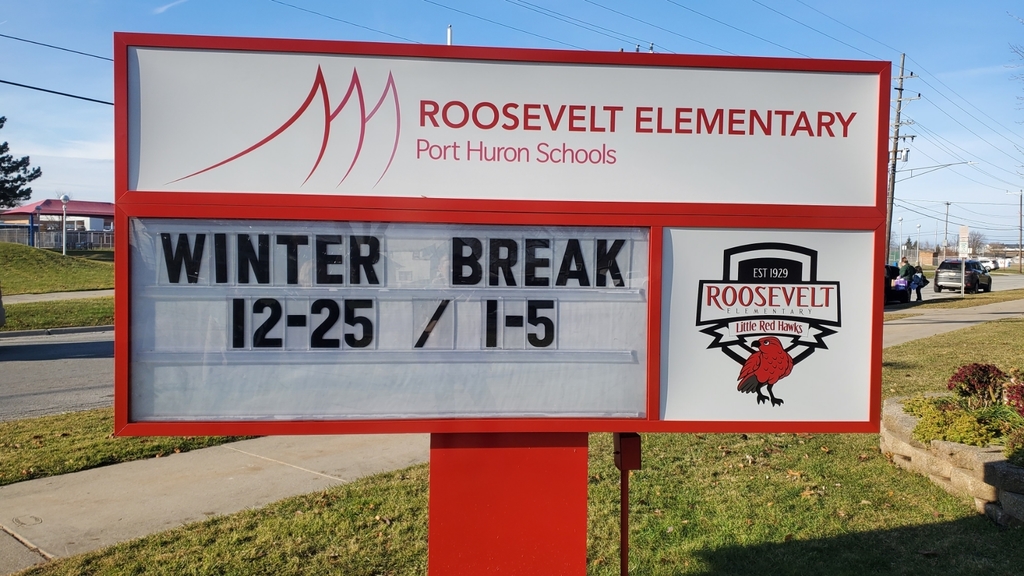 ROOSEVELT ELEMENTARY
Port Huron Schools
WINTER BREAK
12-25 / 1-5
EST 1929
ROOSEVELT
ELEMENTARY
Little Red Hawks